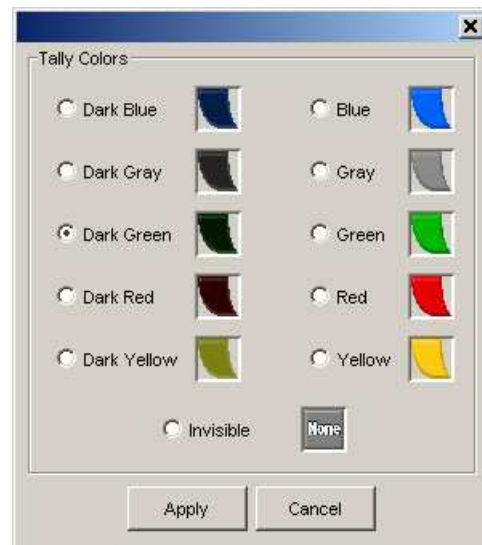 Tally Colors
Dark Blue
Blue
Dark Gray
Gray
Dark Green
Green
Dark Red
Red
Dark Yellow
Yellow
Invisible
None
Apply
Cancel